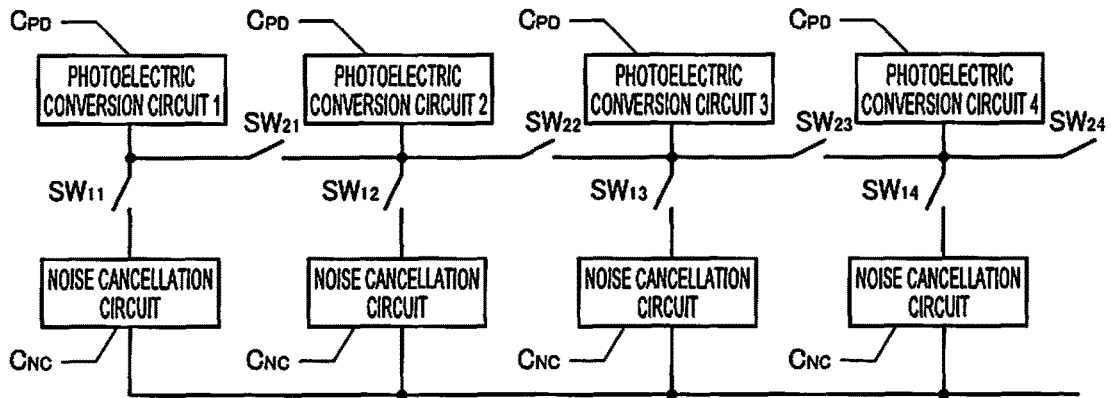 CPD CPD CPD CPD
PHOTOELECTRIC CONVERSION CIRCUIT 1
PHOTOELECTRIC CONVERSION CIRCUIT 2
PHOTOELECTRIC CONVERSION CIRCUIT 3
PHOTOELECTRIC CONVERSION CIRCUIT 4
SW21 SW22 SW23 SW24
SW11 SW12 SW13 SW14
NOISE CANCELLATION CIRCUIT
NOISE CANCELLATION CIRCUIT
NOISE CANCELLATION CIRCUIT
NOISE CANCELLATION CIRCUIT
CNC CNC CNC CNC